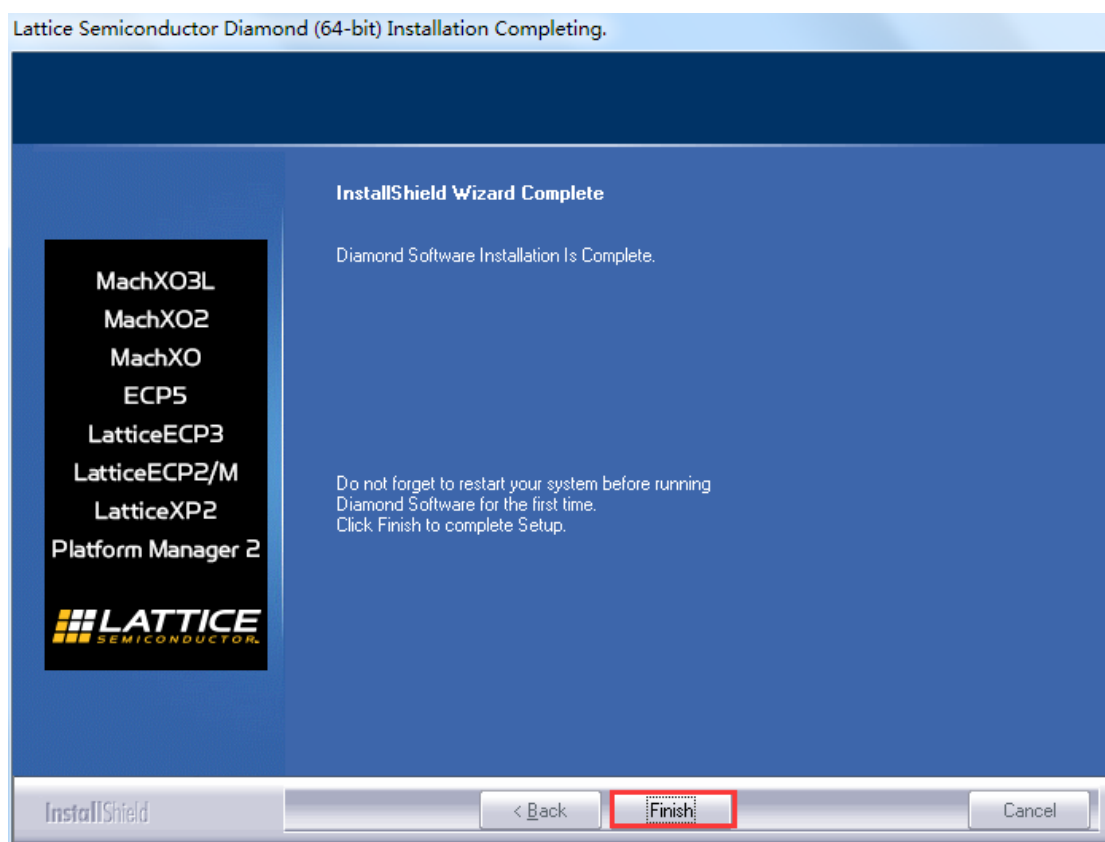 Lattice Semiconductor Diamond (64-bit) Installation Completing.
InstallShield Wizard Complete
Diamond Software Installation Is Complete.
MachXO3L
MachXO2
MachXO
ECP5
LatticeECP3
LatticeECP2/M
LatticeXP2
Platform Manager 2
LATTICE
SEMICONDUCTOR.
Do not forget to restart your system before running
Diamond Software for the first time.
Click Finish to complete Setup.
InstallShield
< Back
Finish
Cancel